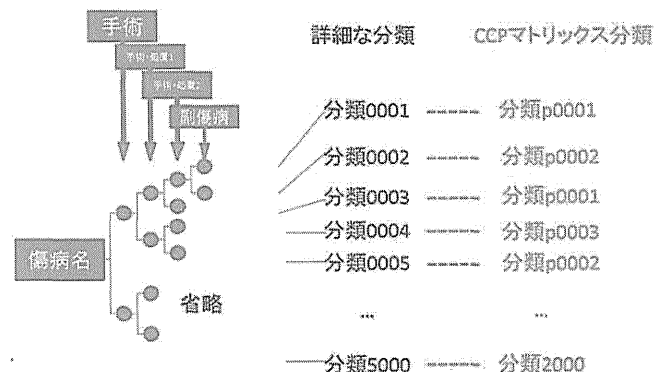 手術
手術・処置1
手術・処置2
副傷病
傷病名
省略
詳細な分類 CCPマトリックス分類
分類0001 ----- 分類p0001
分類0002 ----- 分類p0002
分類0003 ----- 分類p0001
分類0004 ----- 分類p0003
分類0005 ----- 分類p0002
... ...
分類5000 ----- 分類2000